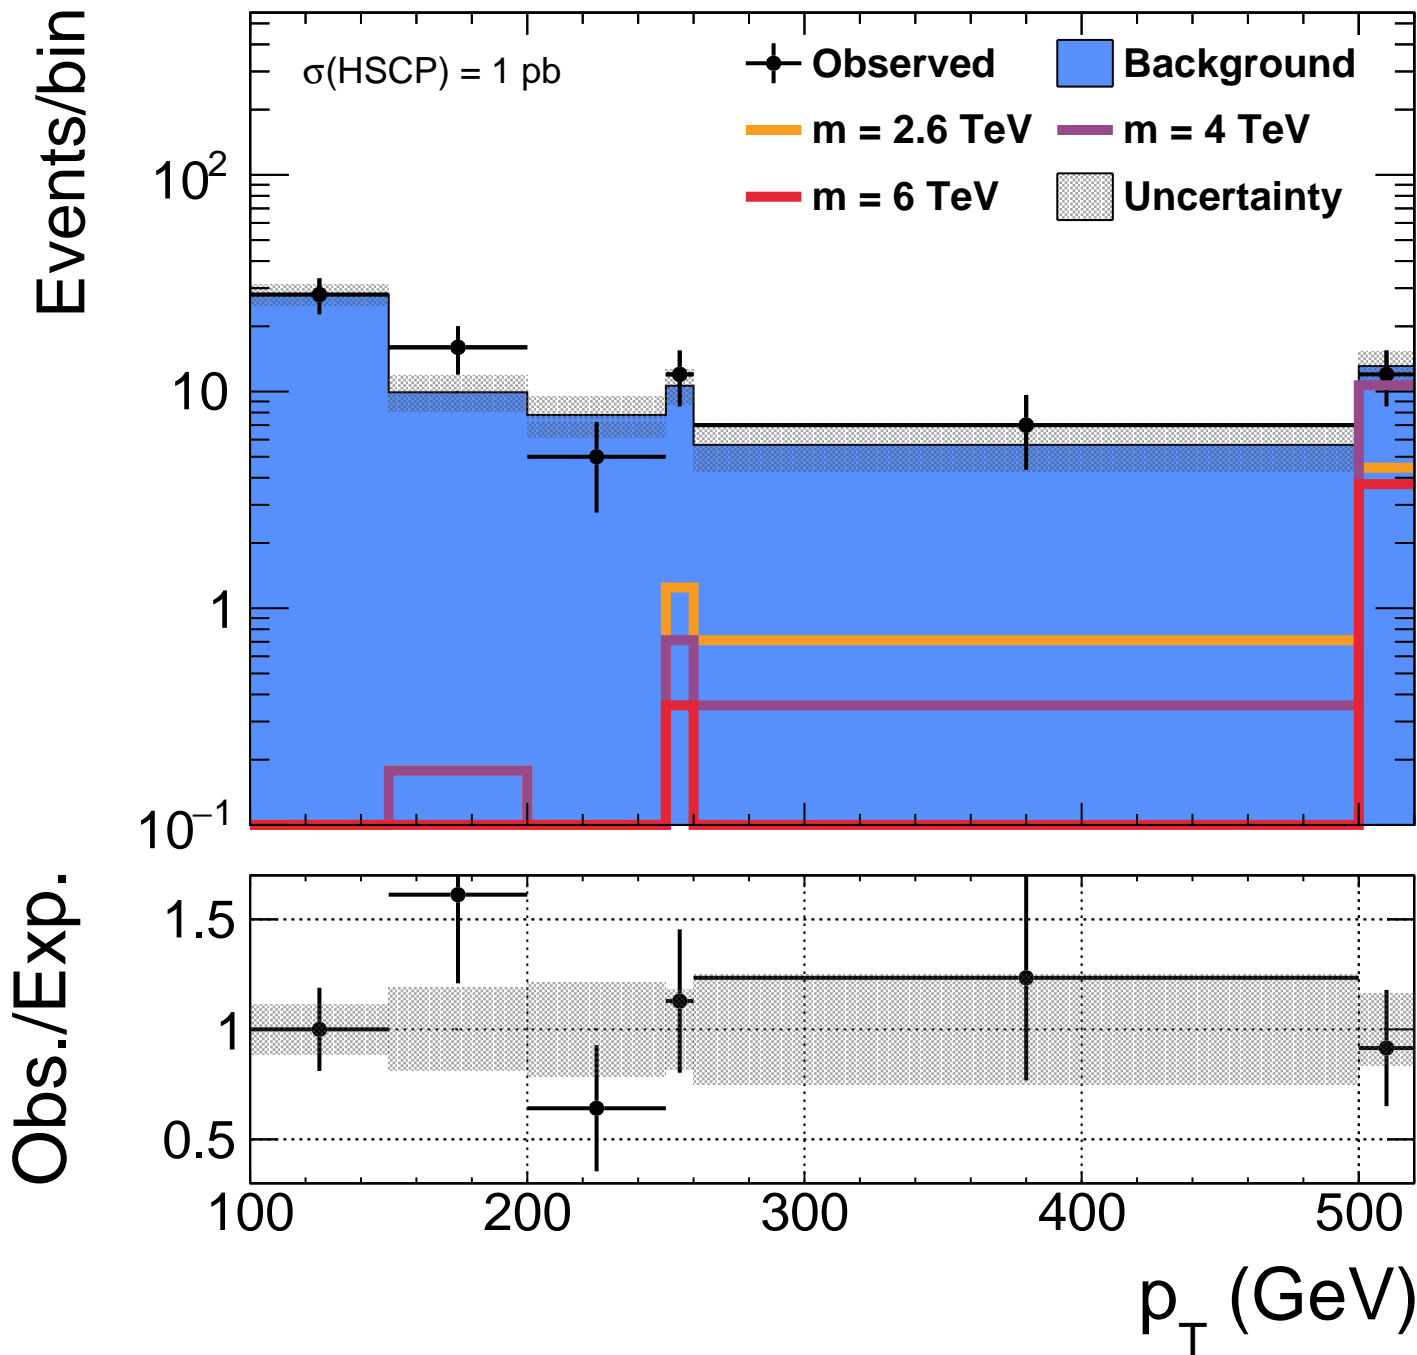 Events/bin
σ(HSCP) = 1 pb
Observed
Background
m = 2.6 TeV
m = 4 TeV
m = 6 TeV
Uncertainty
10²
10
1
10⁻¹
Obs./Exp.
1.5
1
0.5
100 200 300 400 500
p_T (GeV)